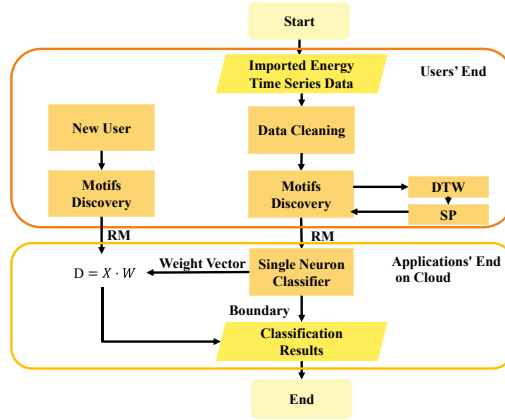 Start
Imported Energy
Time Series Data
Users' End
New User
Data Cleaning
Motifs
Discovery
Motifs
Discovery
DTW
SP
RM
RM
D = X · W
Weight Vector
Single Neuron
Classifier
Applications' End
on Cloud
Boundary
Classification
Results
End